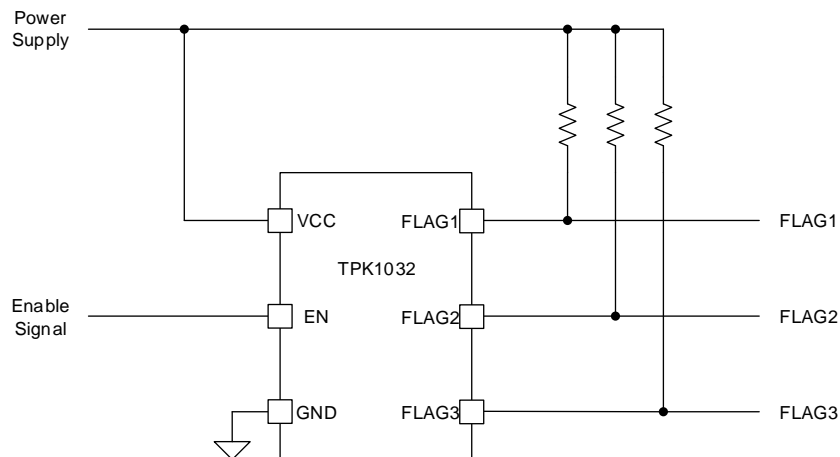 Power
Supply
VCC
FLAG1
FLAG1
TPK1032
Enable
Signal
EN
FLAG2
FLAG2
GND
FLAG3
FLAG3